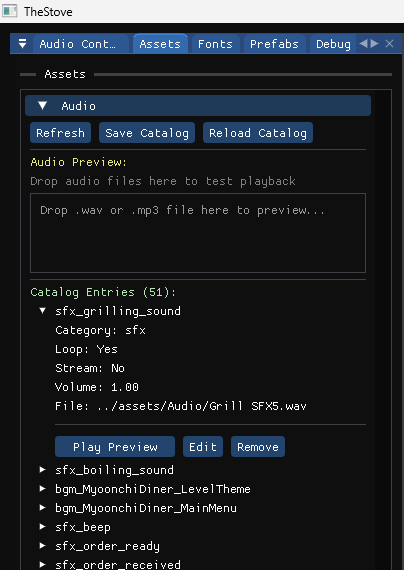 TheStove
Audio Cont… Assets Fonts Prefabs Debug
Assets
Audio
Refresh Save Catalog Reload Catalog
Audio Preview:
Drop audio files here to test playback
Drop .wav or .mp3 file here to preview...
Catalog Entries (51):
sfx_grilling_sound
Category: sfx
Loop: Yes
Stream: No
Volume: 1.00
File: ../assets/Audio/Grill SFX5.wav
Play Preview Edit Remove
sfx_boiling_sound
bgm_MyoonchiDiner_LevelTheme
bgm_MyoonchiDiner_MainMenu
sfx_beep
sfx_order_ready
sfx_order_received